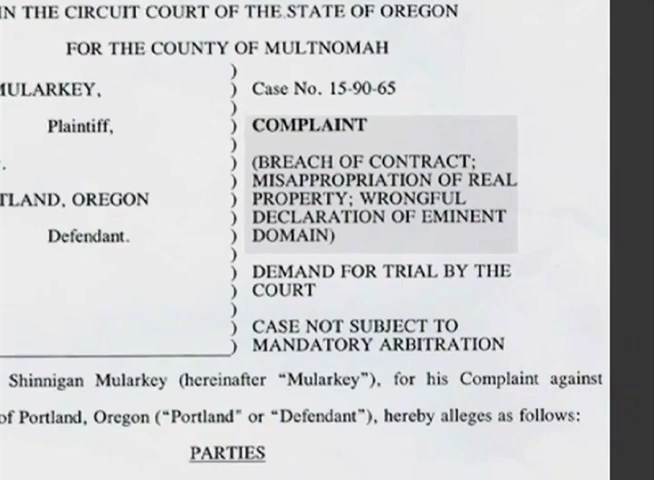 IN THE CIRCUIT COURT OF THE STATE OF OREGON
FOR THE COUNTY OF MULTNOMAH
MULARKEY,
Case No. 15-90-65
Plaintiff,
COMPLAINT
(BREACH OF CONTRACT;
MISAPPROPRIATION OF REAL
TLAND, OREGON
PROPERTY; WRONGFUL
DECLARATION OF EMINENT
Defendant.
DOMAIN)
DEMAND FOR TRIAL BY THE
COURT
CASE NOT SUBJECT TO
MANDATORY ARBITRATION
Shinnigan Mularkey (hereinafter “Mularkey”), for his Complaint against
of Portland, Oregon (“Portland” or “Defendant”), hereby alleges as follows:
PARTIES